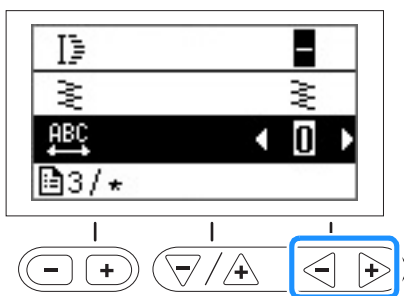 -
ABC 0
3/*
- + / + - +